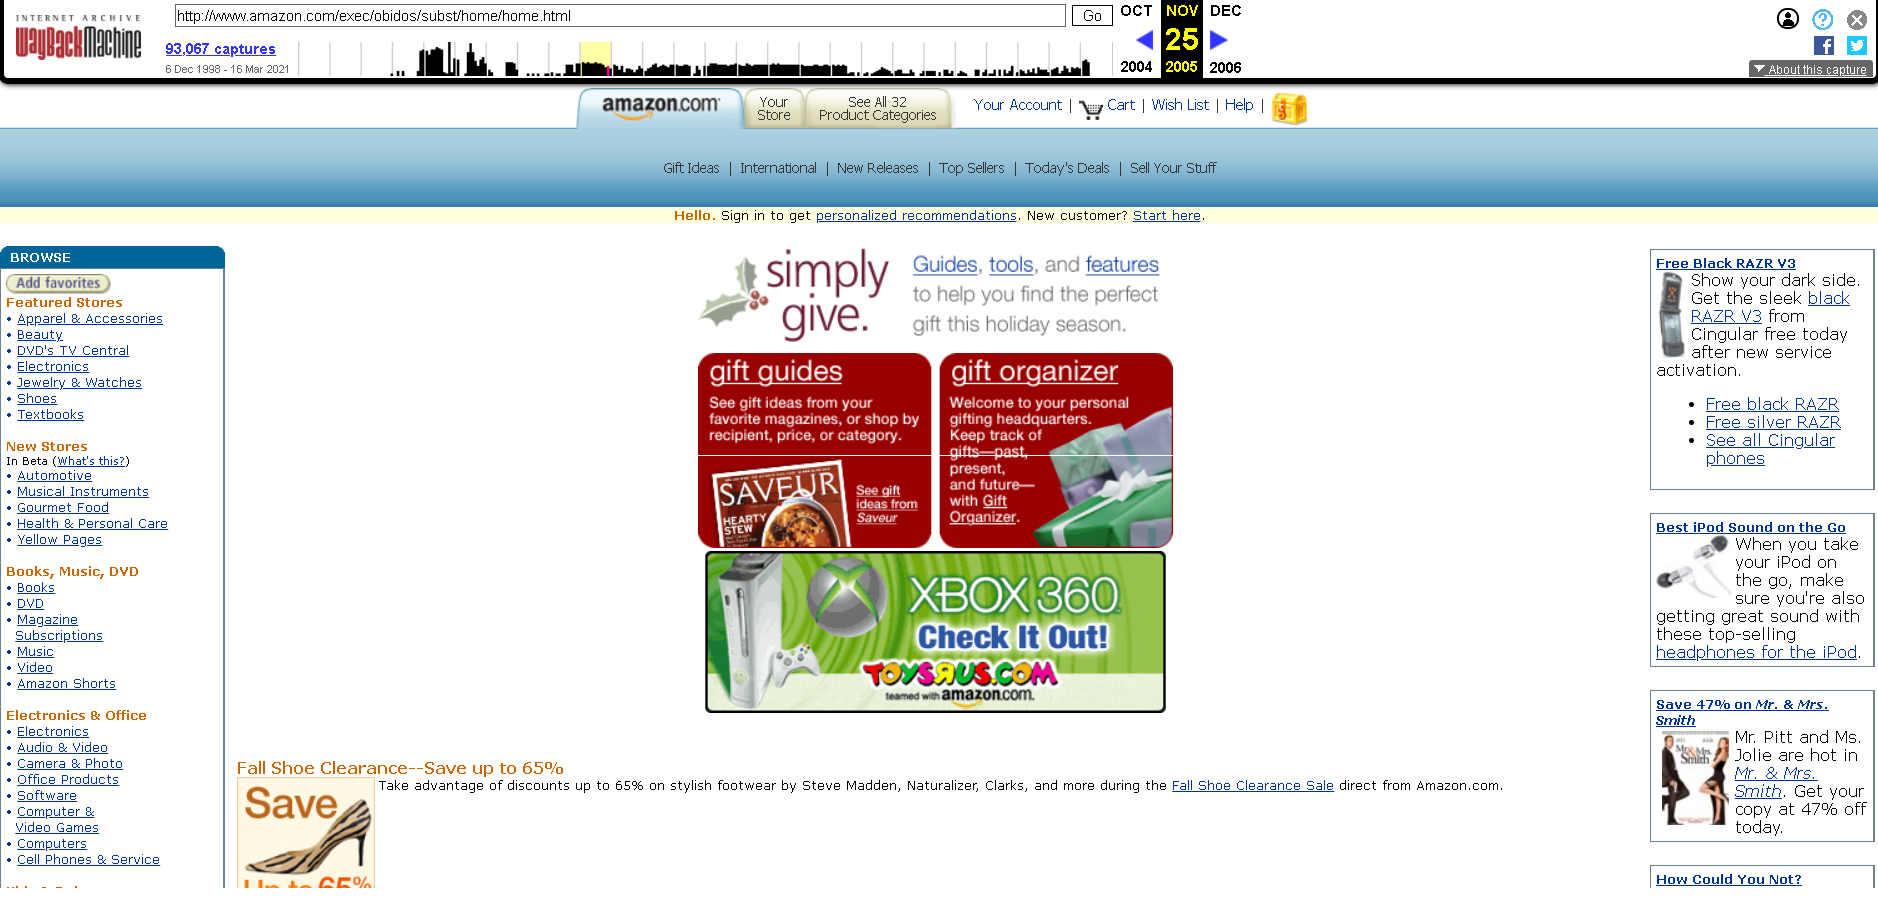 INTERNET ARCHIVE
WayBackMachine
http://www.amazon.com/exec/obidos/subst/home/home.html
Go
93,067 captures
6 Dec 1998 - 16 Mar 2021
OCT NOV DEC
25
2004 2005 2006
About this capture
amazon.com
Your
Store
See All 32
Product Categories
Your Account | Cart | Wish List | Help |
Gift Ideas | International | New Releases | Top Sellers | Today's Deals | Sell Your Stuff
Hello. Sign in to get personalized recommendations. New customer? Start here.
BROWSE
Add favorites
Featured Stores
• Apparel & Accessories
• Beauty
• DVD's TV Central
• Electronics
• Jewelry & Watches
• Shoes
• Textbooks
New Stores
In Beta (What's this?)
• Automotive
• Musical Instruments
• Gourmet Food
• Health & Personal Care
• Yellow Pages
Books, Music, DVD
• Books
• DVD
• Magazine
Subscriptions
• Music
• Video
• Amazon Shorts
Electronics & Office
• Electronics
• Audio & Video
• Camera & Photo
• Office Products
• Software
• Computer &
Video Games
• Computers
• Cell Phones & Service
simply
give.
Guides, tools, and features
to help you find the perfect
gift this holiday season.
gift guides
See gift ideas from your
favorite magazines, or shop by
recipient, price, or category.
SAVEUR
HEARTY
STEW
See gift
ideas from
Saveur
gift organizer
Welcome to your personal
gifting headquarters.
Keep track of
gifts—past,
present,
and future—
with Gift
Organizer.
XBOX 360
Check It Out!
TOYSRUS.COM
teamed with amazon.com.
Fall Shoe Clearance--Save up to 65%
Take advantage of discounts up to 65% on stylish footwear by Steve Madden, Naturalizer, Clarks, and more during the Fall Shoe Clearance Sale direct from Amazon.com.
Save
Up to 65%
Free Black RAZR V3
Show your dark side.
Get the sleek black
RAZR V3 from
Cingular free today
after new service
activation.
• Free black RAZR
• Free silver RAZR
• See all Cingular
phones
Best iPod Sound on the Go
When you take
your iPod on
the go, make
sure you're also
getting great sound with
these top-selling
headphones for the iPod.
Save 47% on Mr. & Mrs.
Smith
Mr. & Mrs.
Smith
Mr. Pitt and Ms.
Jolie are hot in
Mr. & Mrs.
Smith. Get your
copy at 47% off
today.
How Could You Not?